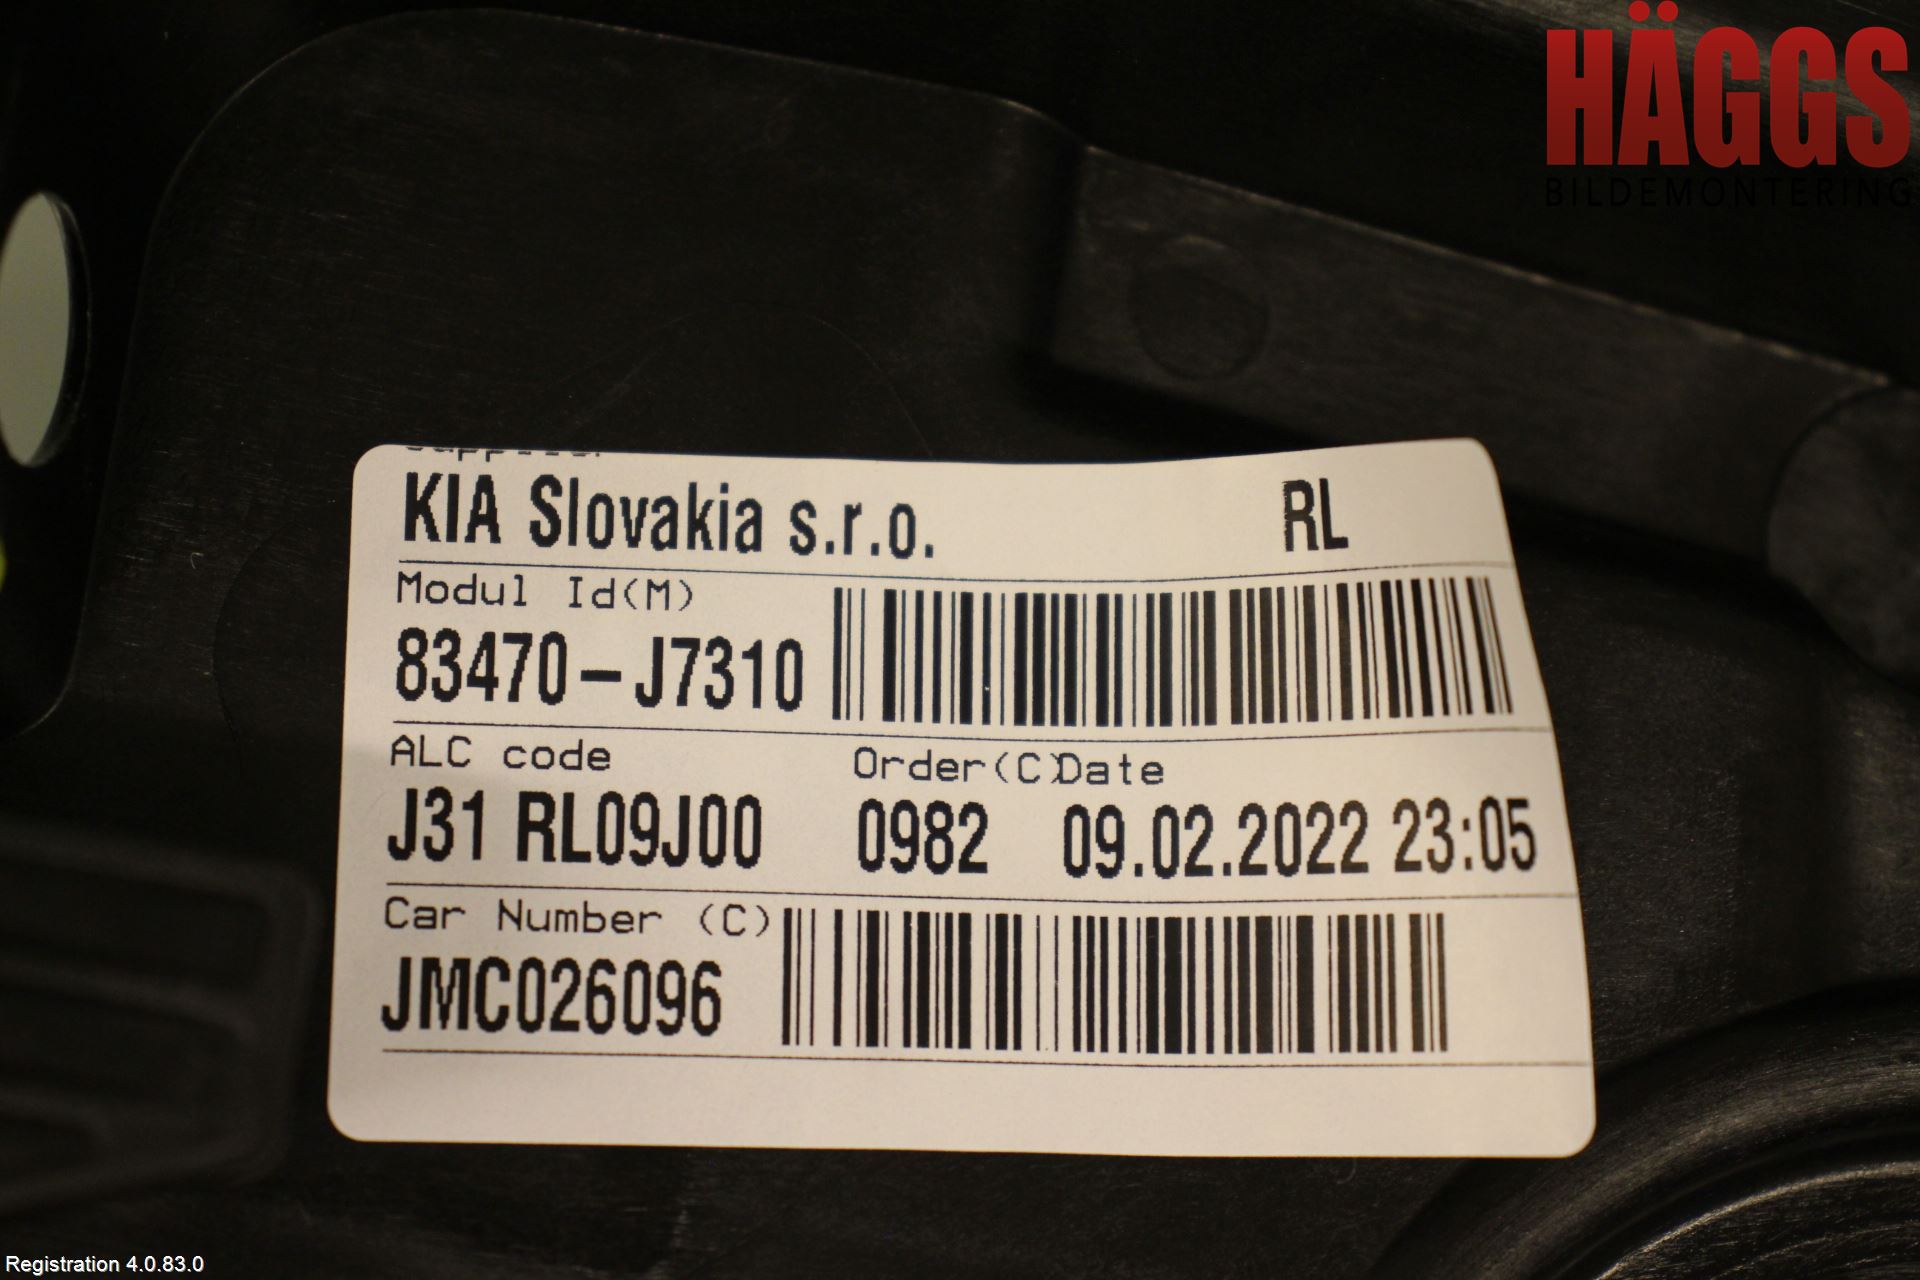 HÄGGS
BILDEMONTERING
Supplier
KIA Slovakia s.r.o. RL
Modul Id(M)
83470-J7310
ALC code Order(C)Date
J31 RL09J00 0982 09.02.2022 23:05
Car Number (C)
JMC026096
Registration 4.0.83.0